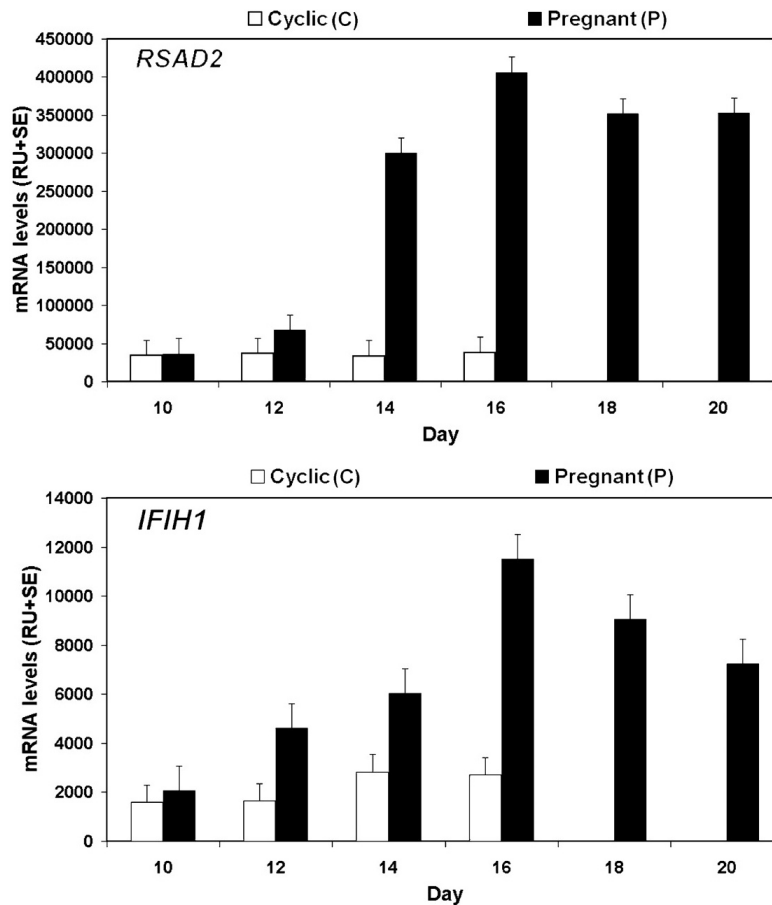 Cyclic (C) Pregnant (P)
RSAD2
mRNA levels (RU+SE)
450000
400000
350000
300000
250000
200000
150000
100000
50000
0
10 12 14 16 18 20
Day
Cyclic (C) Pregnant (P)
IFIH1
mRNA levels (RU+SE)
14000
12000
10000
8000
6000
4000
2000
0
10 12 14 16 18 20
Day